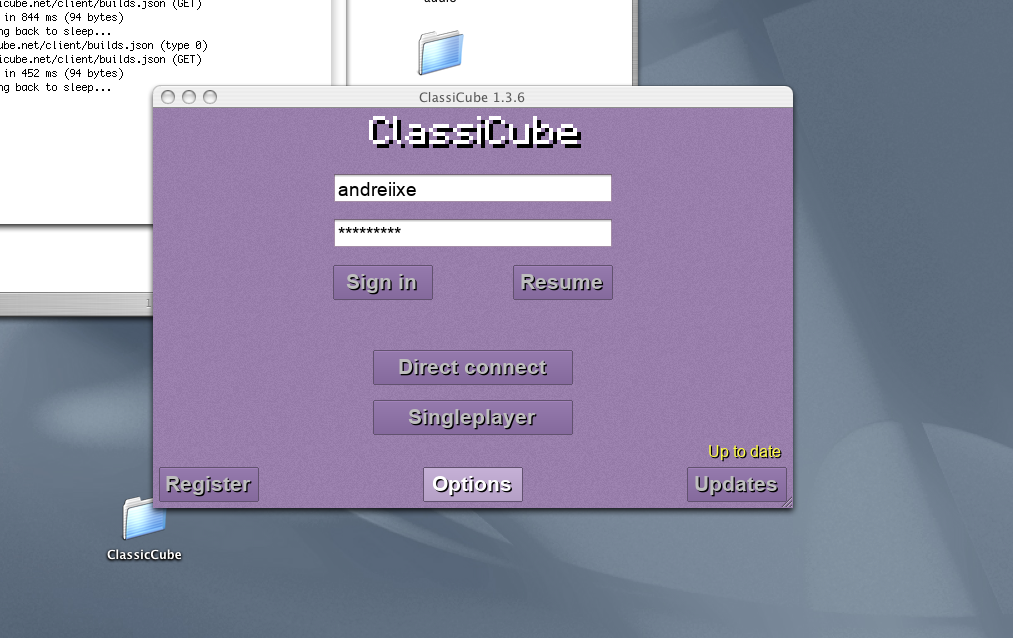 icube.net/client/builds.json (GET)
in 844 ms (94 bytes)
ng back to sleep...
cube.net/client/builds.json (type 0)
icube.net/client/builds.json (GET)
in 452 ms (94 bytes)
ng back to sleep...
audio
ClassiCube 1.3.6
ClassiCube
andreiixe
*********
Sign in
Resume
Direct connect
Singleplayer
Up to date
Register
Options
Updates
ClassicCube